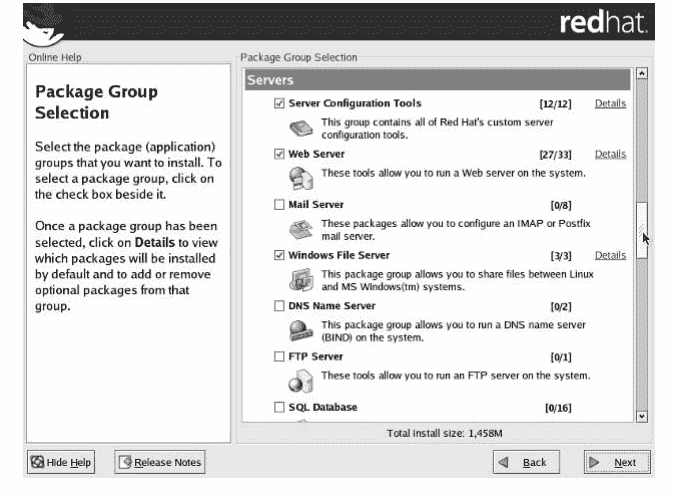 redhat.
Online Help
Package Group
Selection
Select the package (application)
groups that you want to install. To
select a package group, click on
the check box beside it.
Once a package group has been
selected, click on Details to view
which packages will be installed
by default and to add or remove
optional packages from that
group.
Package Group Selection
Servers
Server Configuration Tools [12/12] Details
This group contains all of Red Hat's custom server
configuration tools.
Web Server [27/33] Details
These tools allow you to run a Web server on the system.
Mail Server [0/8]
These packages allow you to configure an IMAP or Postfix
mail server.
Windows File Server [3/3] Details
This package group allows you to share files between Linux
and MS Windows(tm) systems.
DNS Name Server [0/2]
This package group allows you to run a DNS name server
(BIND) on the system.
FTP Server [0/1]
These tools allow you to run an FTP server on the system.
SQL Database [0/16]
Total install size: 1,458M
Hide Help Release Notes Back Next